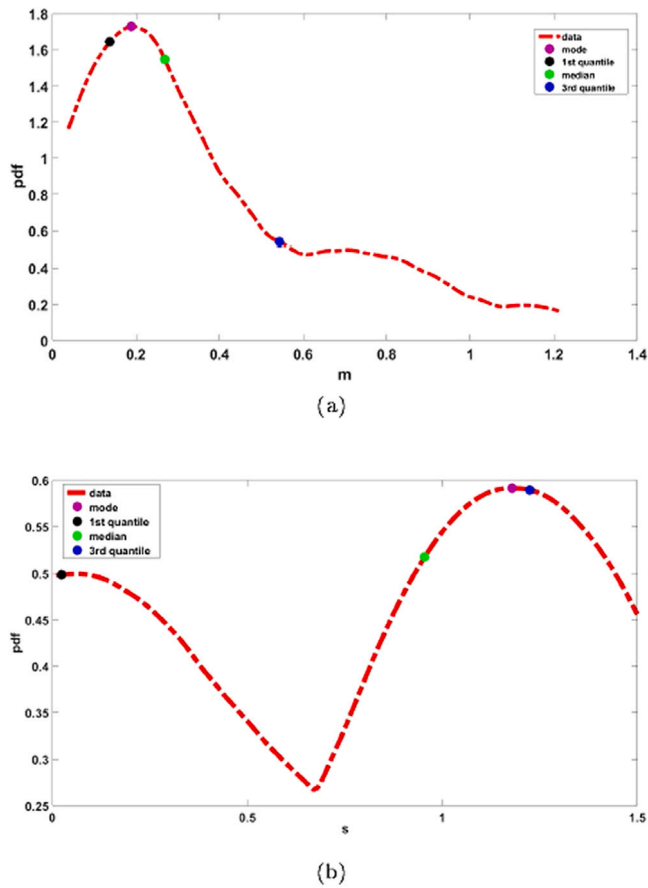 1.8
1.6
1.4
1.2
1
0.8
0.6
0.4
0.2
0
pdf
data
mode
1st quantile
median
3rd quantile
0 0.2 0.4 0.6 0.8 1 1.2 1.4
m
(a)
0.6
0.55
0.5
0.45
0.4
0.35
0.3
0.25
pdf
data
mode
1st quantile
median
3rd quantile
0 0.5 1 1.5
s
(b)